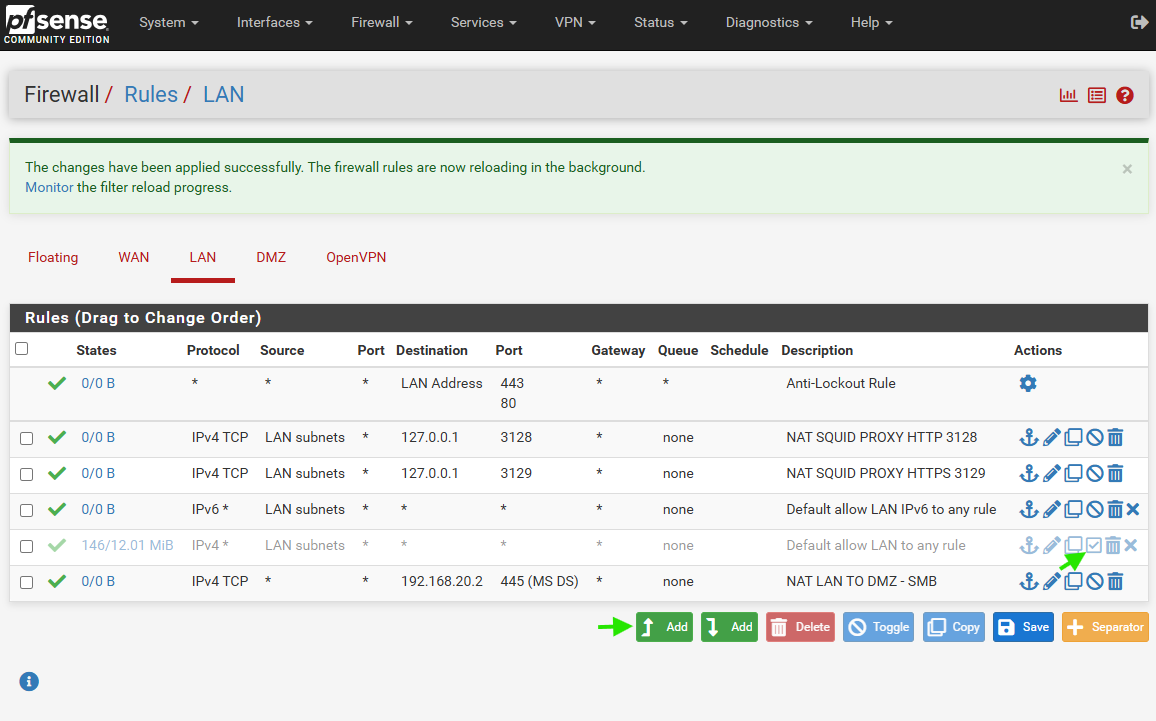 pfsense
COMMUNITY EDITION
System Interfaces Firewall Services VPN Status Diagnostics Help
Firewall / Rules / LAN
The changes have been applied successfully. The firewall rules are now reloading in the background.
Monitor the filter reload progress.
Floating WAN LAN DMZ OpenVPN
Rules (Drag to Change Order)
States Protocol Source Port Destination Port Gateway Queue Schedule Description Actions
0/0 B * * * LAN Address 443 * * Anti-Lockout Rule
80
0/0 B IPv4 TCP LAN subnets * 127.0.0.1 3128 * none NAT SQUID PROXY HTTP 3128
0/0 B IPv4 TCP LAN subnets * 127.0.0.1 3129 * none NAT SQUID PROXY HTTPS 3129
0/0 B IPv6 * LAN subnets * * * * none Default allow LAN IPv6 to any rule
146/12.01 MiB IPv4 * LAN subnets * * * * none Default allow LAN to any rule
0/0 B IPv4 TCP * * 192.168.20.2 445 (MS DS) * none NAT LAN TO DMZ - SMB
Add Add Delete Toggle Copy Save Separator